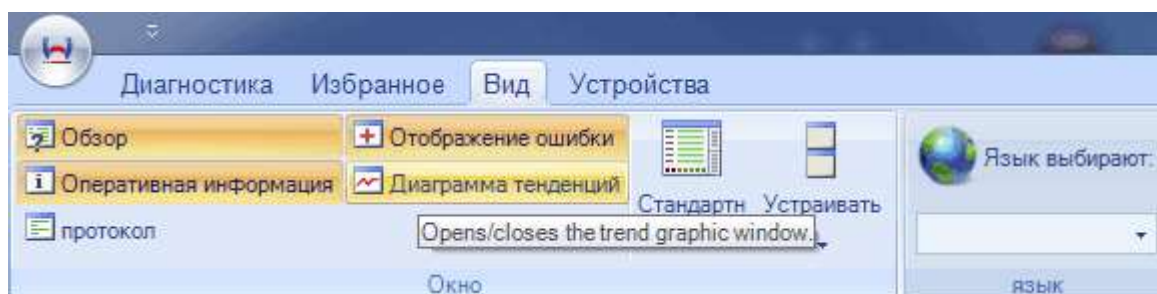 Диагностика Избранное Вид Устройства
Обзор
Отображение ошибки
Оперативная информация
Диаграмма тенденций
протокол
Стандартн
Устраивать
Opens/closes the trend graphic window.
Окно
Язык выбирают:
язык